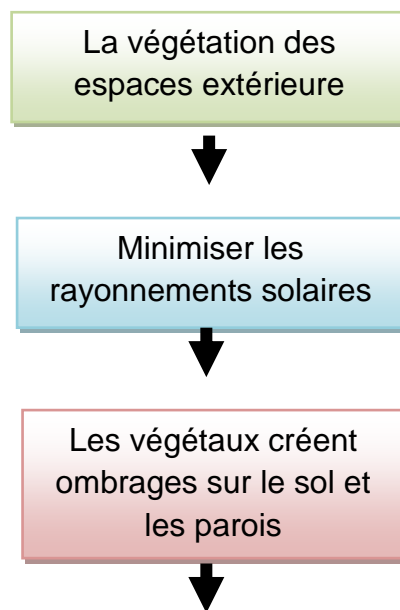 La végétation des
espaces extérieure
Minimiser les
rayonnements solaires
Les végétaux créent
ombrages sur le sol et
les parois